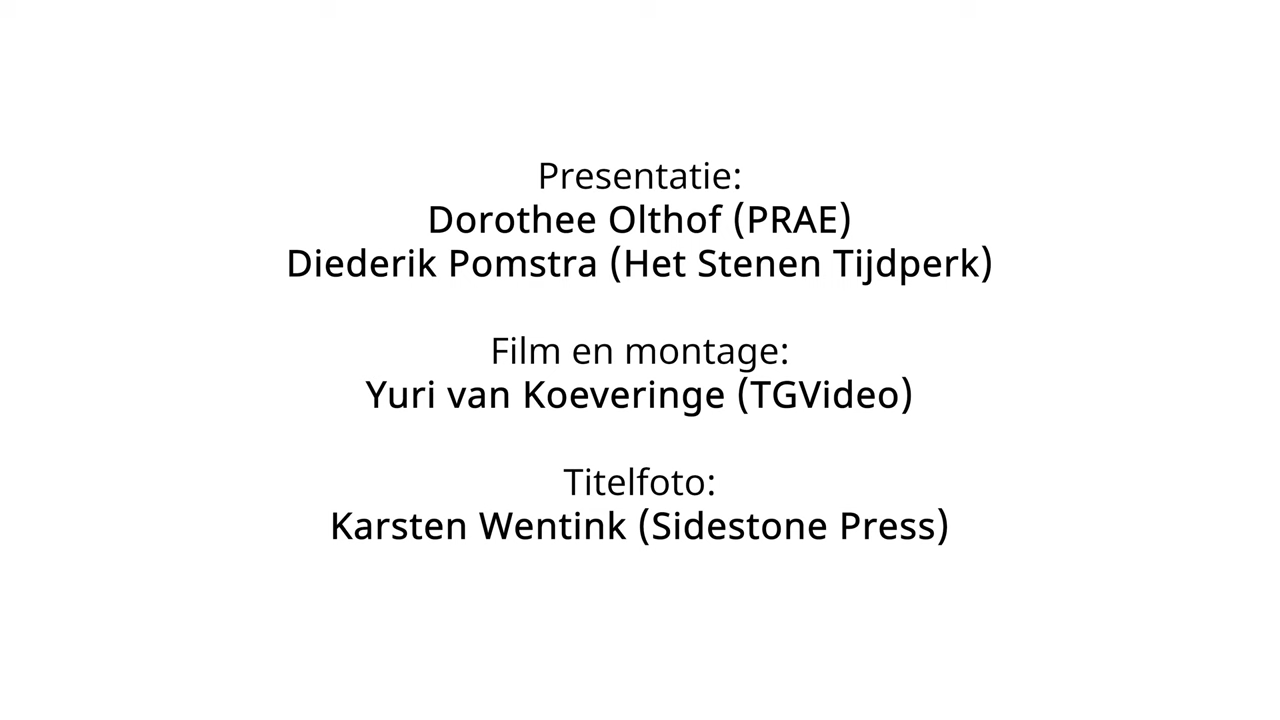 Presentatie:
Dorothee Olthof (PRAE)
Diederik Pomstra (Het Stenen Tijdperk)
Film en montage:
Yuri van Koeveringe (TGVideo)
Titelfoto:
Karsten Wentink (Sidestone Press)